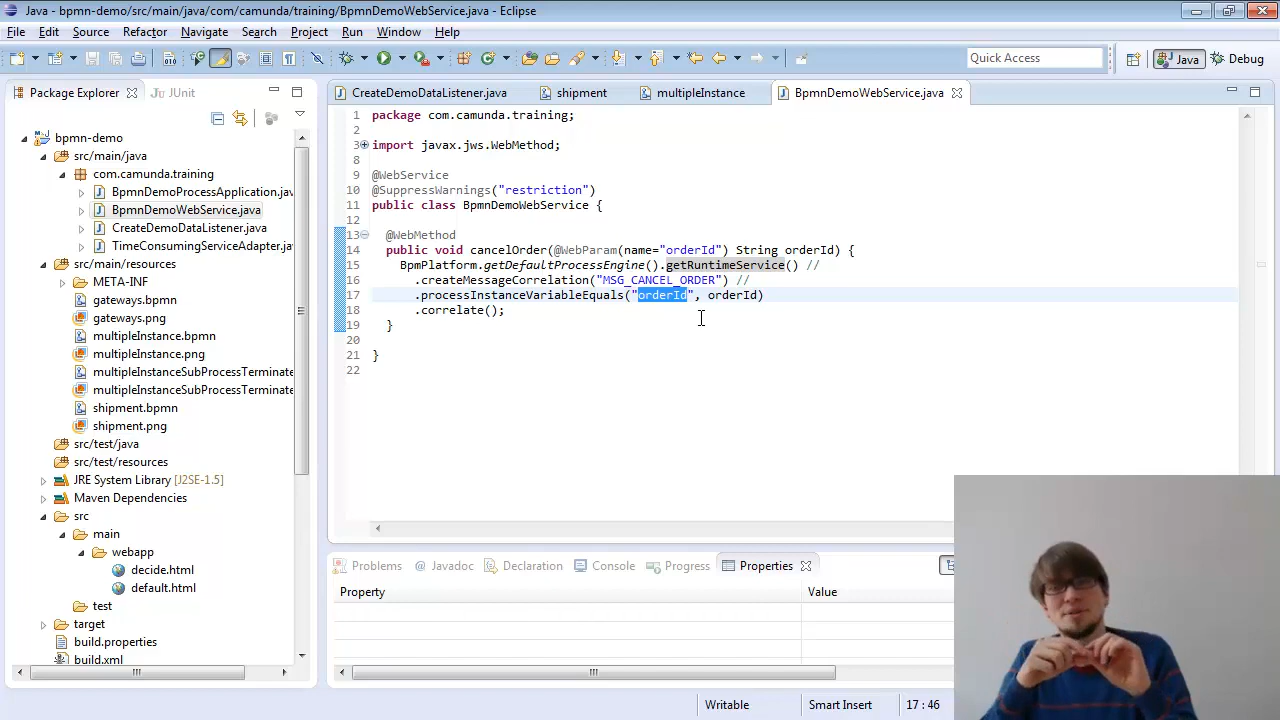 Java - bpmn-demo/src/main/java/com/camunda/training/BpmnDemoWebService.java - Eclipse
File Edit Source Refactor Navigate Search Project Run Window Help
Quick Access
Java
Debug
Package Explorer
JUnit
bpmn-demo
src/main/java
com.camunda.training
BpmnDemoProcessApplication.jav
BpmnDemoWebService.java
CreateDemoDataListener.java
TimeConsumingServiceAdapter.ja
src/main/resources
META-INF
gateways.bpmn
gateways.png
multipleInstance.bpmn
multipleInstance.png
multipleInstanceSubProcessTerminate
multipleInstanceSubProcessTerminate
shipment.bpmn
shipment.png
src/test/java
src/test/resources
JRE System Library [J2SE-1.5]
Maven Dependencies
src
main
webapp
decide.html
default.html
test
target
build.properties
build.xml
CreateDemoDataListener.java
shipment
multipleInstance
BpmnDemoWebService.java
1 package com.camunda.training;
2
3 import javax.jws.WebMethod;
8
9 @WebService
10 @SuppressWarnings("restriction")
11 public class BpmnDemoWebService {
12
13 @WebMethod
14 public void cancelOrder(@WebParam(name="orderId") String orderId) {
15 BpmPlatform.getDefaultProcessEngine().getRuntimeService() //
16 .createMessageCorrelation("MSG_CANCEL_ORDER") //
17 .processInstanceVariableEquals("orderId", orderId)
18 .correlate();
19 }
20
21 }
22
Problems
Javadoc
Declaration
Console
Progress
Properties
Property Value
Writable Smart Insert 17 : 46